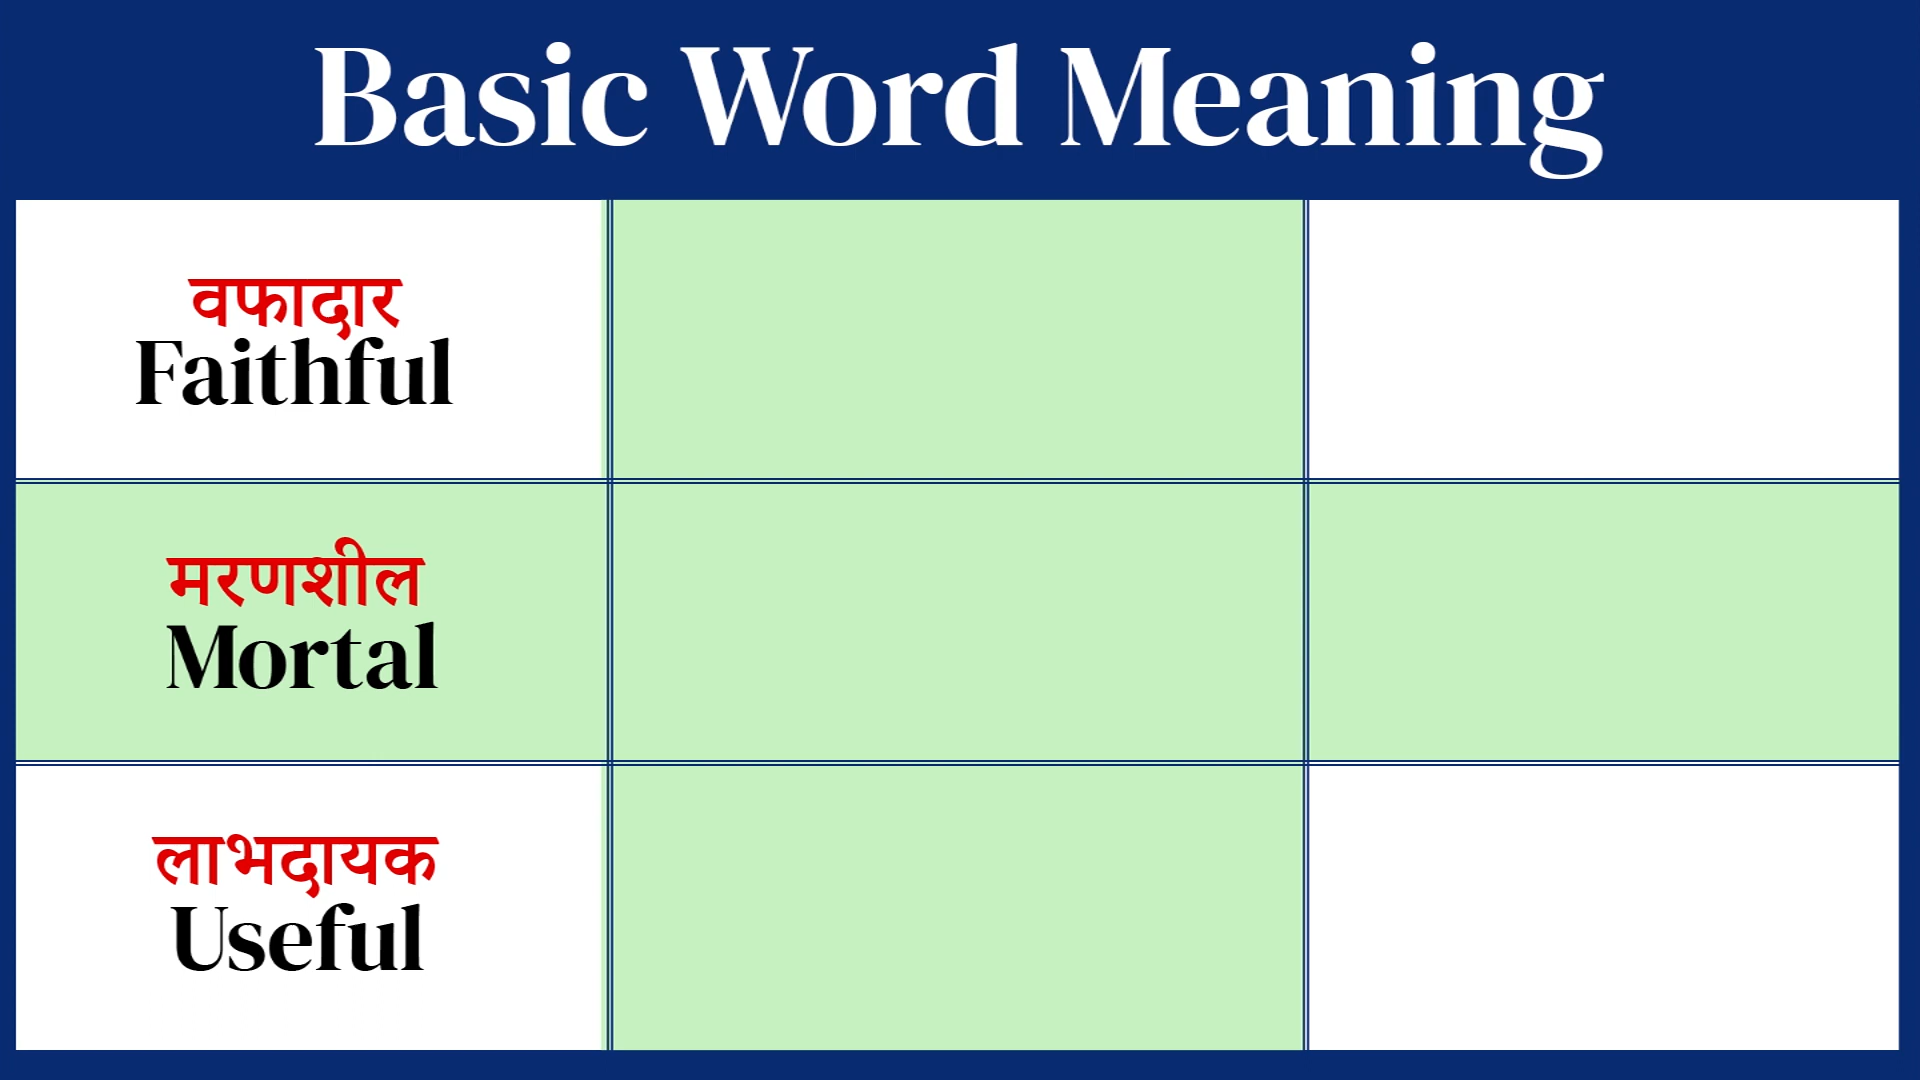 Basic Word Meaning
वफादार
Faithful
मरणशील
Mortal
लाभदायक
Useful